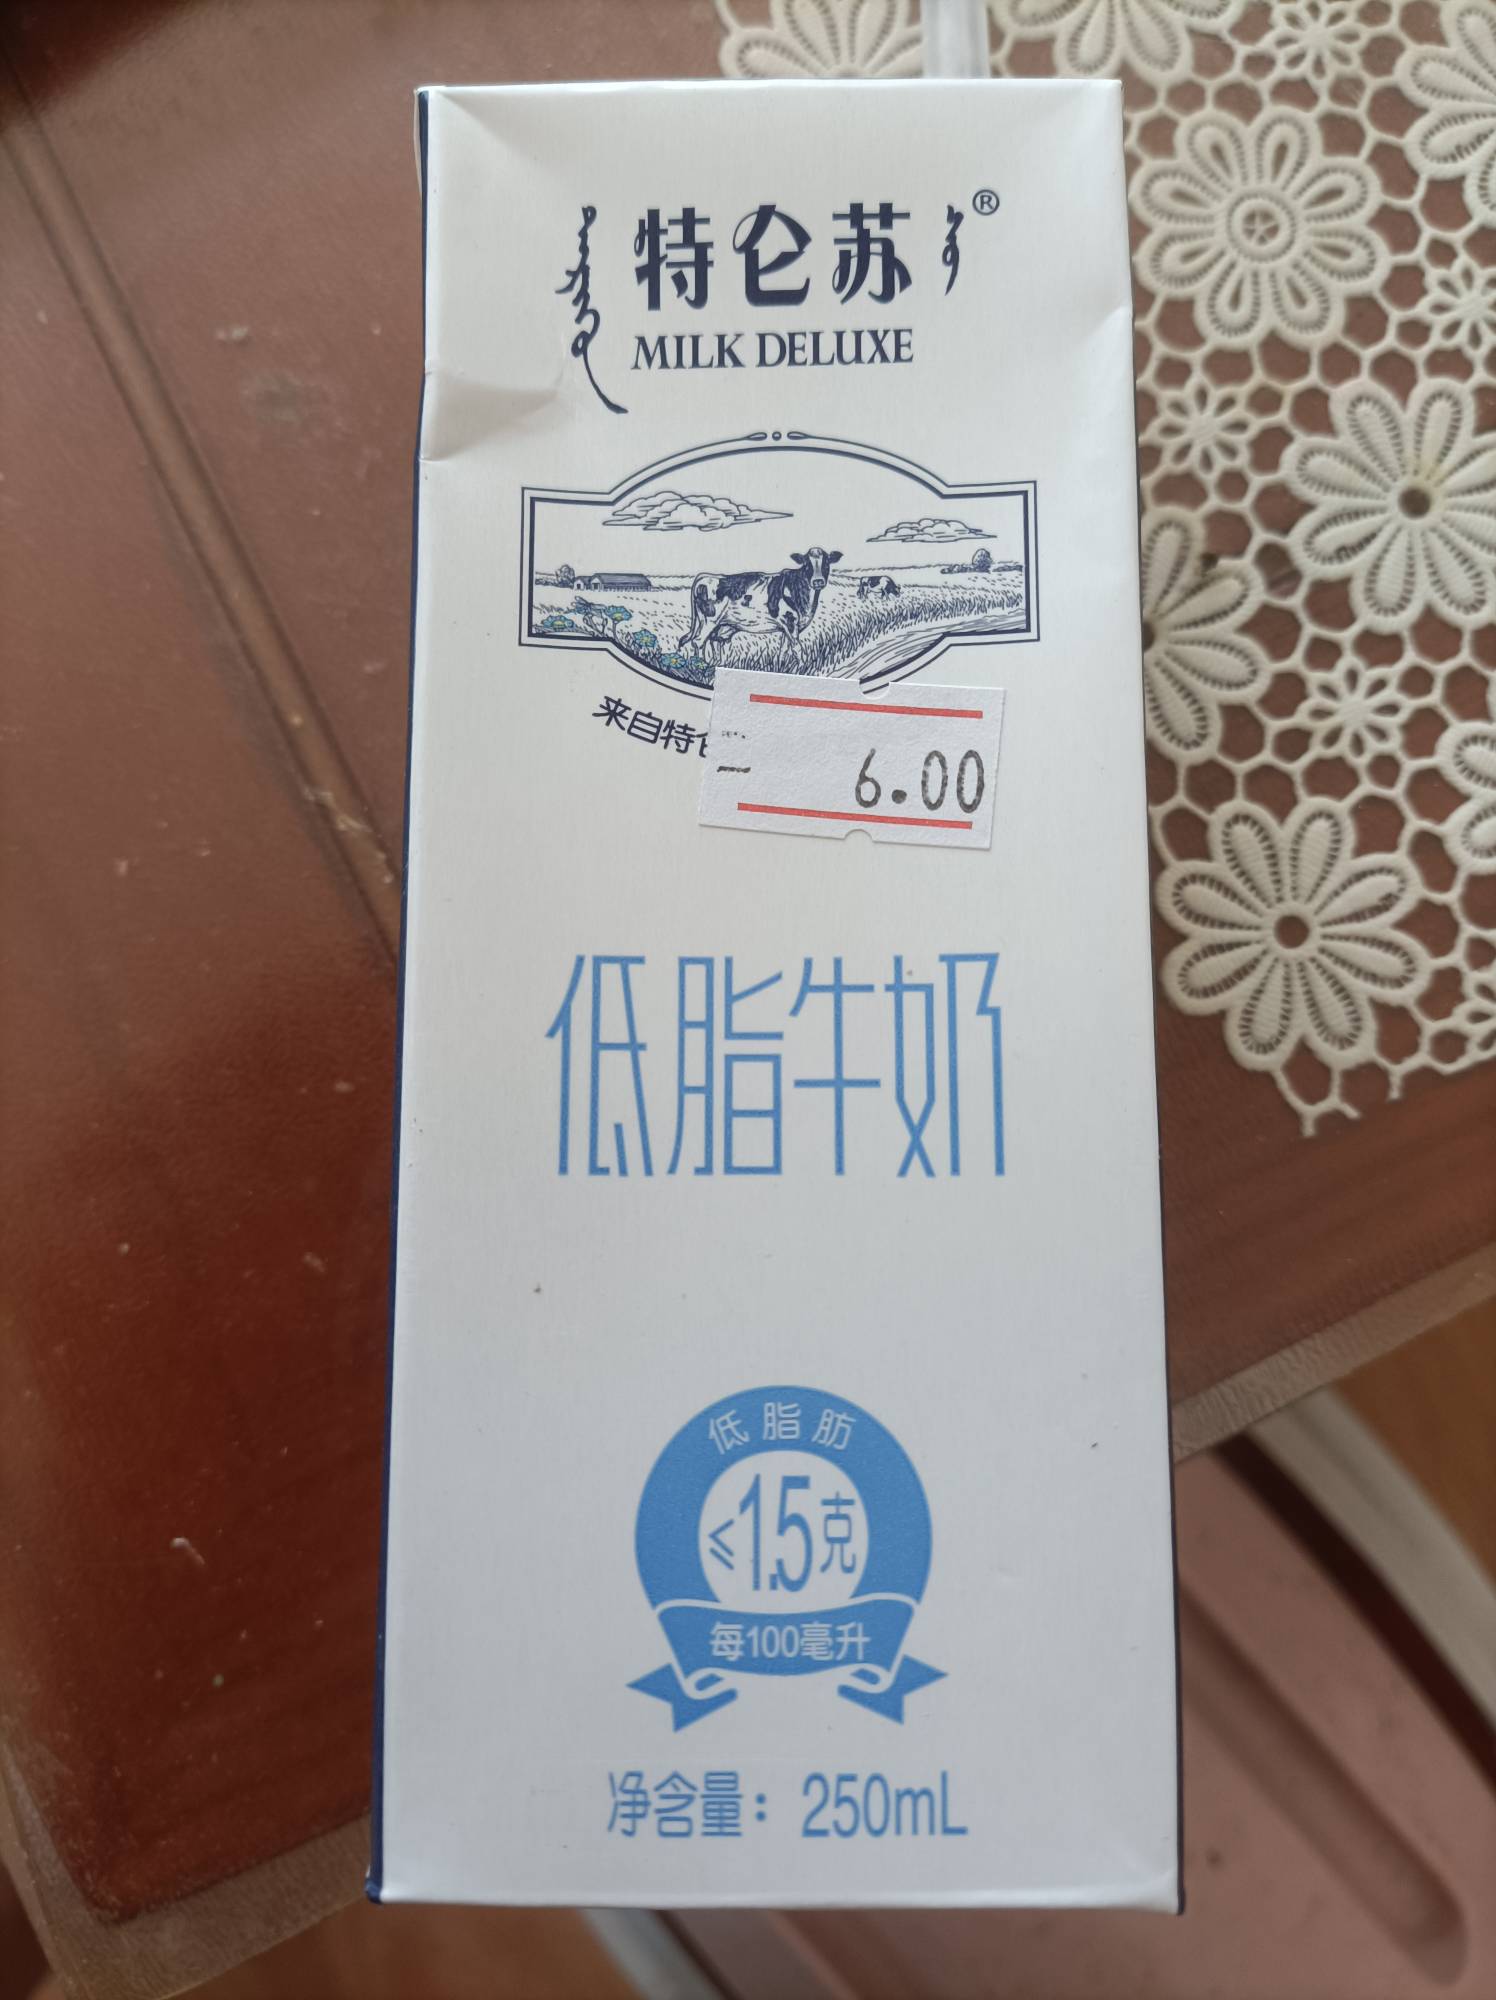 特仑苏®
MILK DELUXE
来自特仑
6.00
低脂牛奶
低脂肪
≤1.5克
每100毫升
净含量：250mL